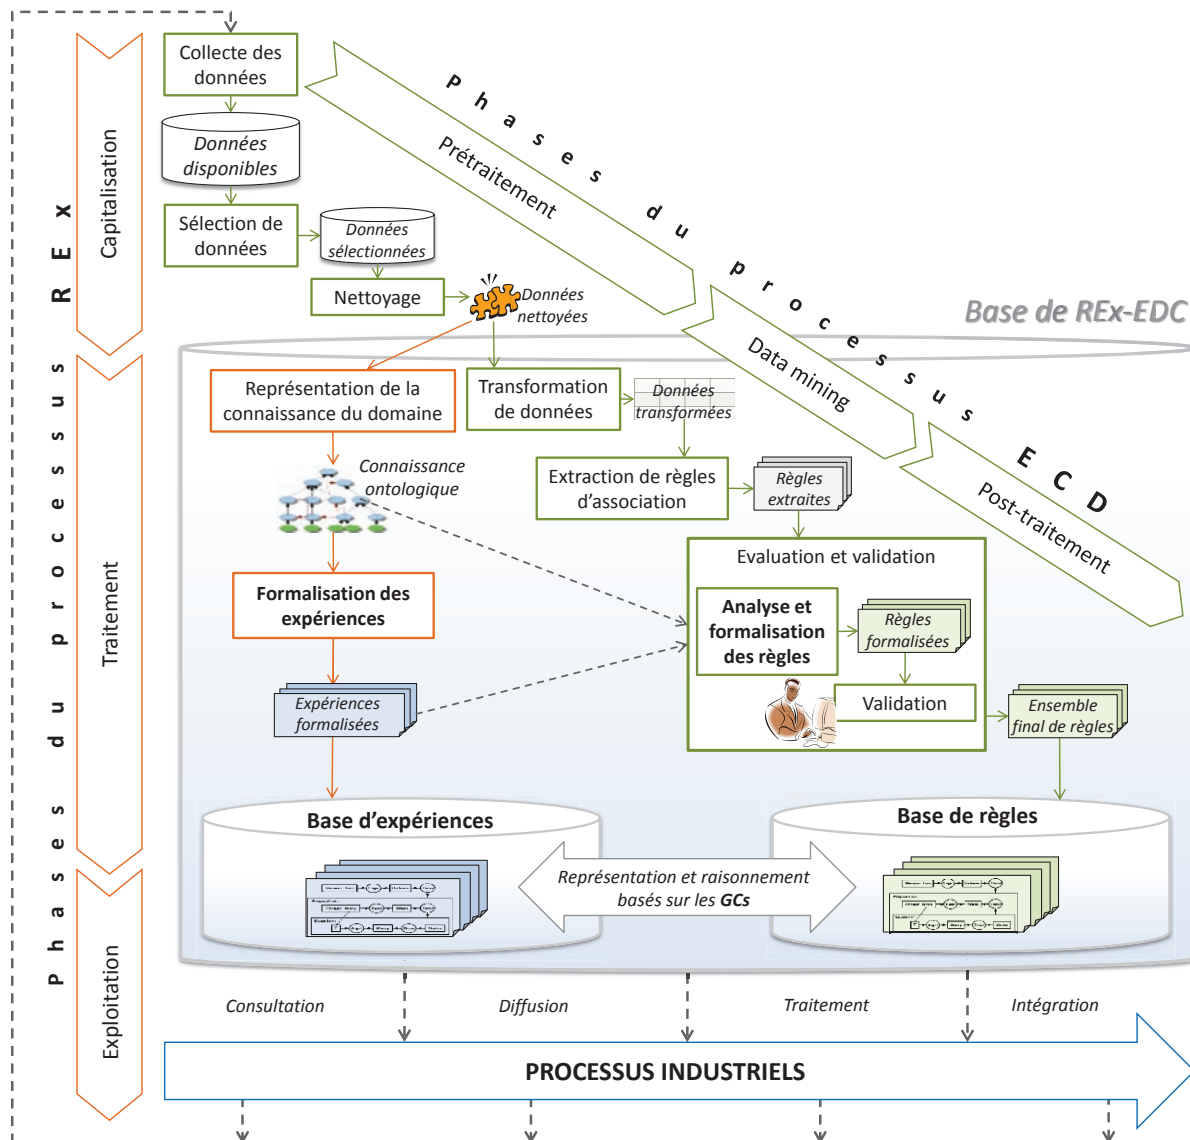 Collecte des
données
Données
disponibles
Sélection de
données
Données
sélectionnées
Nettoyage
Données
nettoyées
Phases du processus ECD
Prétraitement
Data mining
Post-traitement
Phases du processus REx
Capitalisation
Traitement
Exploitation
Base de REx-EDC
Représentation de la
connaissance du domaine
Transformation
de données
Données
transformées
Connaissance
ontologique
Extraction de règles
d'association
Règles
extraites
Evaluation et validation
Formalisation des
expériences
Analyse et
formalisation
des règles
Règles
formalisées
Validation
Expériences
formalisées
Ensemble
final de règles
Base d'expériences
Base de règles
Représentation et raisonnement
basés sur les GCs
Consultation
Diffusion
Traitement
Intégration
PROCESSUS INDUSTRIELS